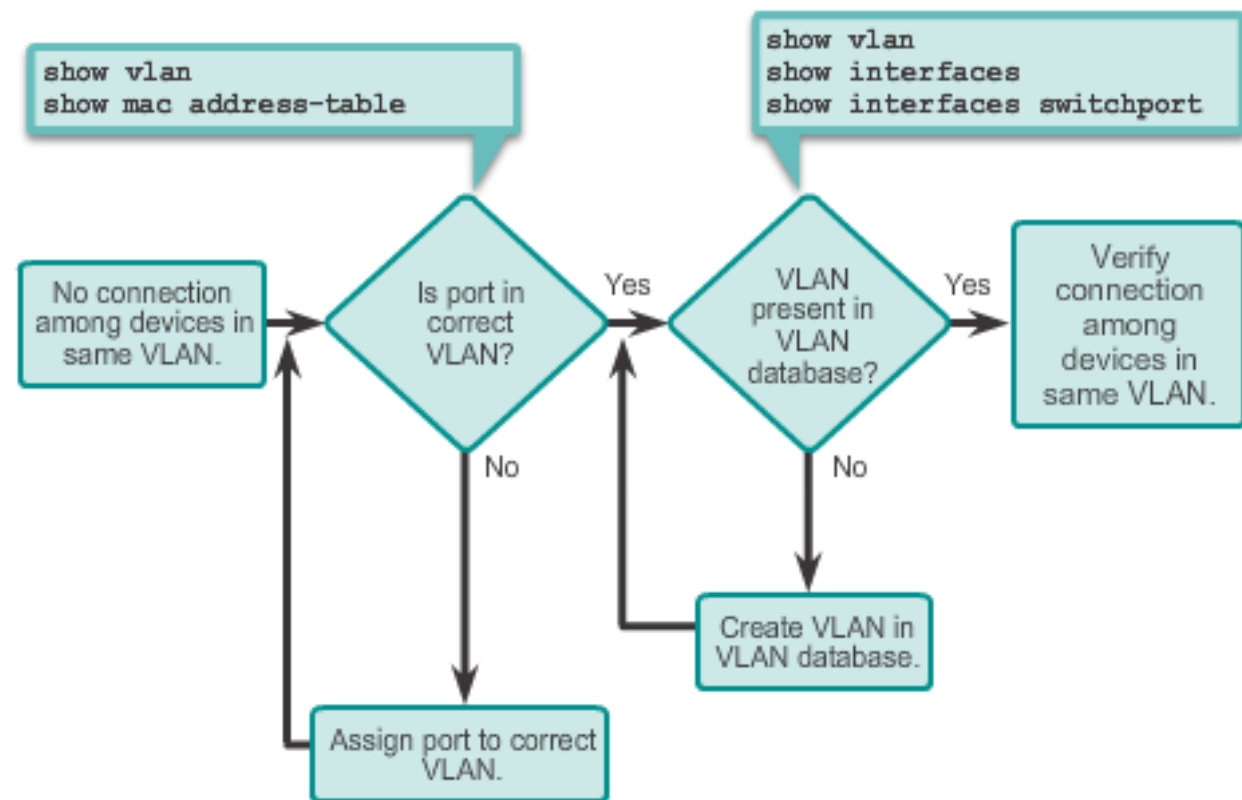 show vlan
show mac address-table
show vlan
show interfaces
show interfaces switchport
No connection
among devices in
same VLAN.
Is port in
correct
VLAN?
Yes
VLAN
present in
VLAN
database?
Yes
Verify
connection
among
devices in
same VLAN.
No
No
Create VLAN in
VLAN database.
Assign port to correct
VLAN.